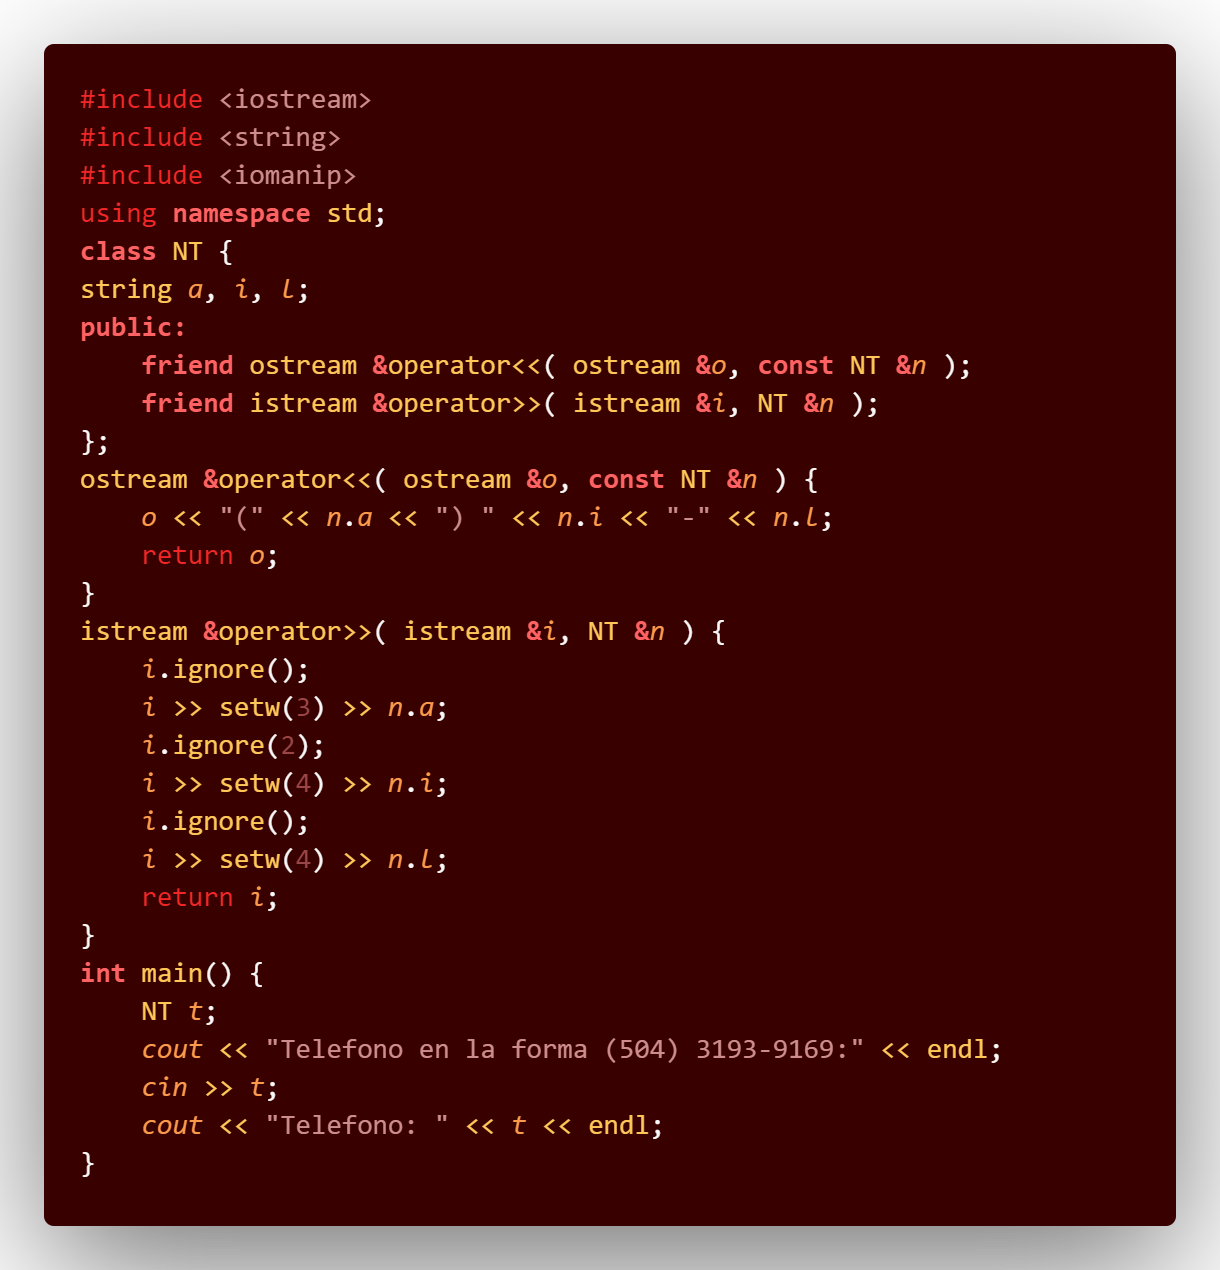 #include <iostream>
#include <string>
#include <iomanip>
using namespace std;
class NT {
string a, i, l;
public:
    friend ostream &operator<<( ostream &o, const NT &n );
    friend istream &operator>>( istream &i, NT &n );
};
ostream &operator<<( ostream &o, const NT &n ) {
    o << "(" << n.a << ") " << n.i << "-" << n.l;
    return o;
}
istream &operator>>( istream &i, NT &n ) {
    i.ignore();
    i >> setw(3) >> n.a;
    i.ignore(2);
    i >> setw(4) >> n.i;
    i.ignore();
    i >> setw(4) >> n.l;
    return i;
}
int main() {
    NT t;
    cout << "Telefono en la forma (504) 3193-9169:" << endl;
    cin >> t;
    cout << "Telefono: " << t << endl;
}